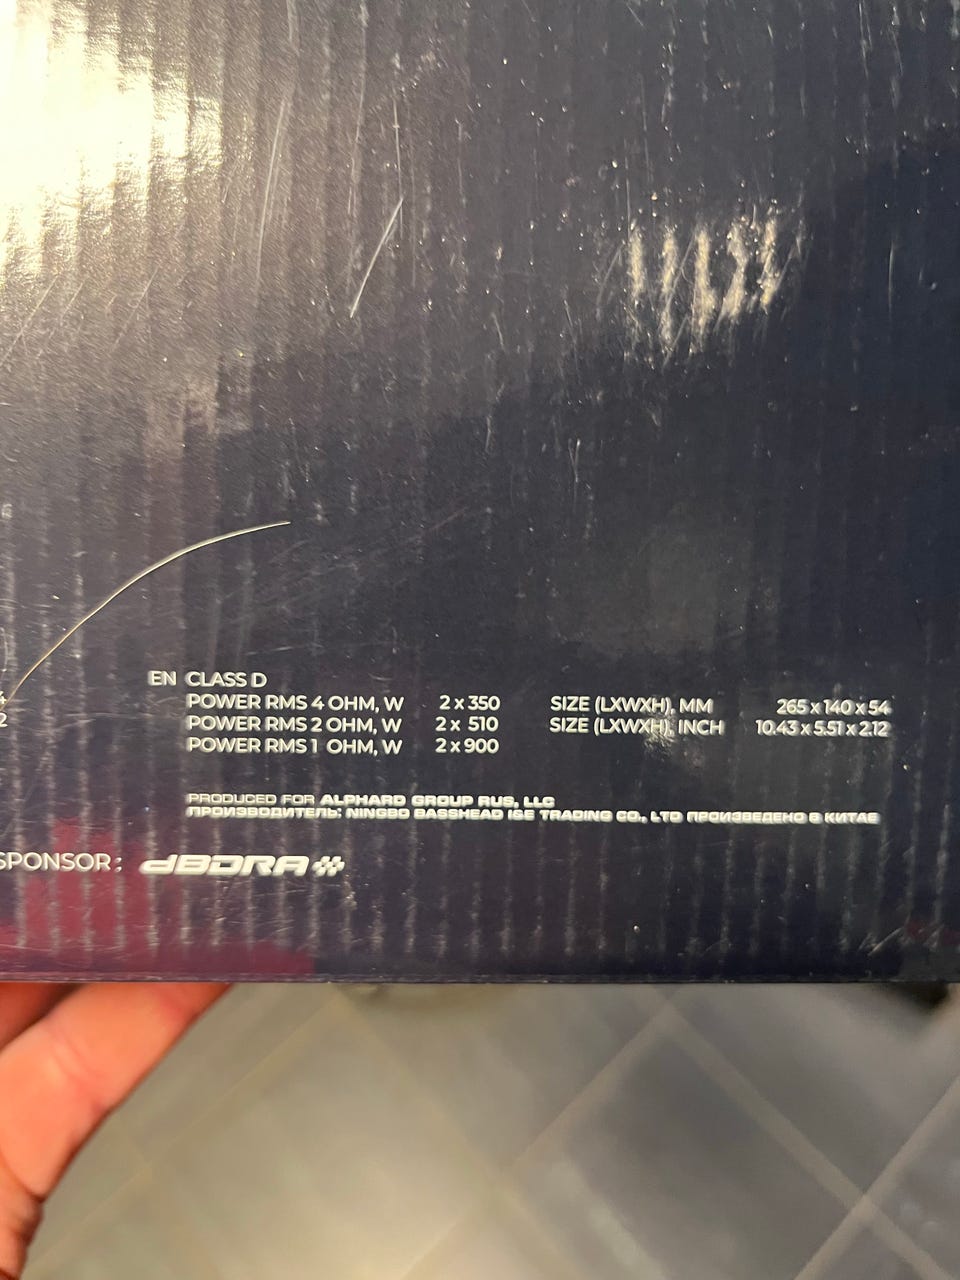 EN CLASS D
POWER RMS 4 OHM, W 2 x 350
POWER RMS 2 OHM, W 2 x 510
POWER RMS 1 OHM, W 2 x 900
SIZE (LXWXH), MM 265 x 140 x 54
SIZE (LXWXH), INCH 10.43 x 5.51 x 2.12
PRODUCED FOR ALPHARD GROUP RUS, LLC
ПРОИЗВОДИТЕЛЬ: NINGBO BASSHEAD I&E TRADING CO., LTD ПРОИЗВЕДЕНО В КИТАЕ
SPONSOR: dBDRA